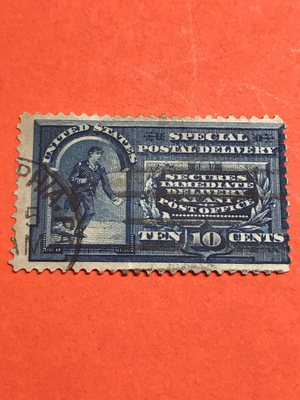 UNITED STATES
SPECIAL
POSTAL DELIVERY
SECURES
IMMEDIATE
DELIVERY
AT ANY
POST OFFICE
TEN 10 CENTS